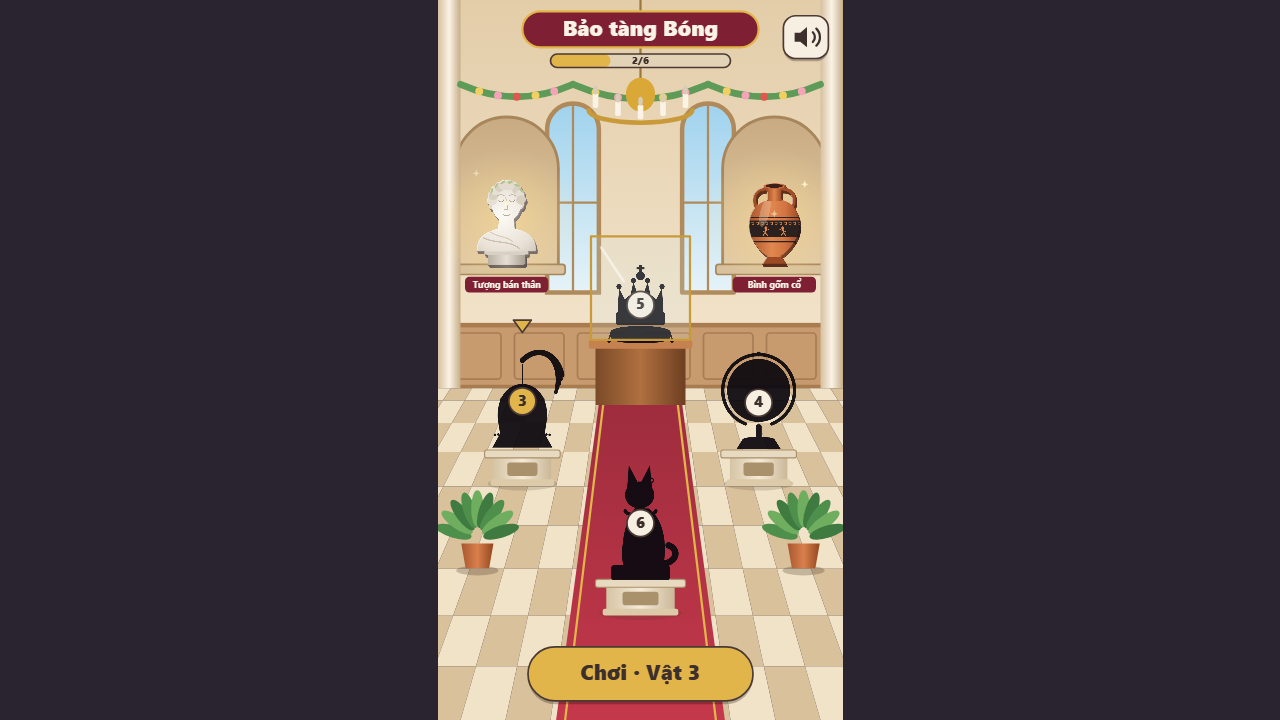 Bảo tàng Bóng
2/6
Tượng bán thân
Bình gốm cổ
5
3
4
6
Chơi · Vật 3